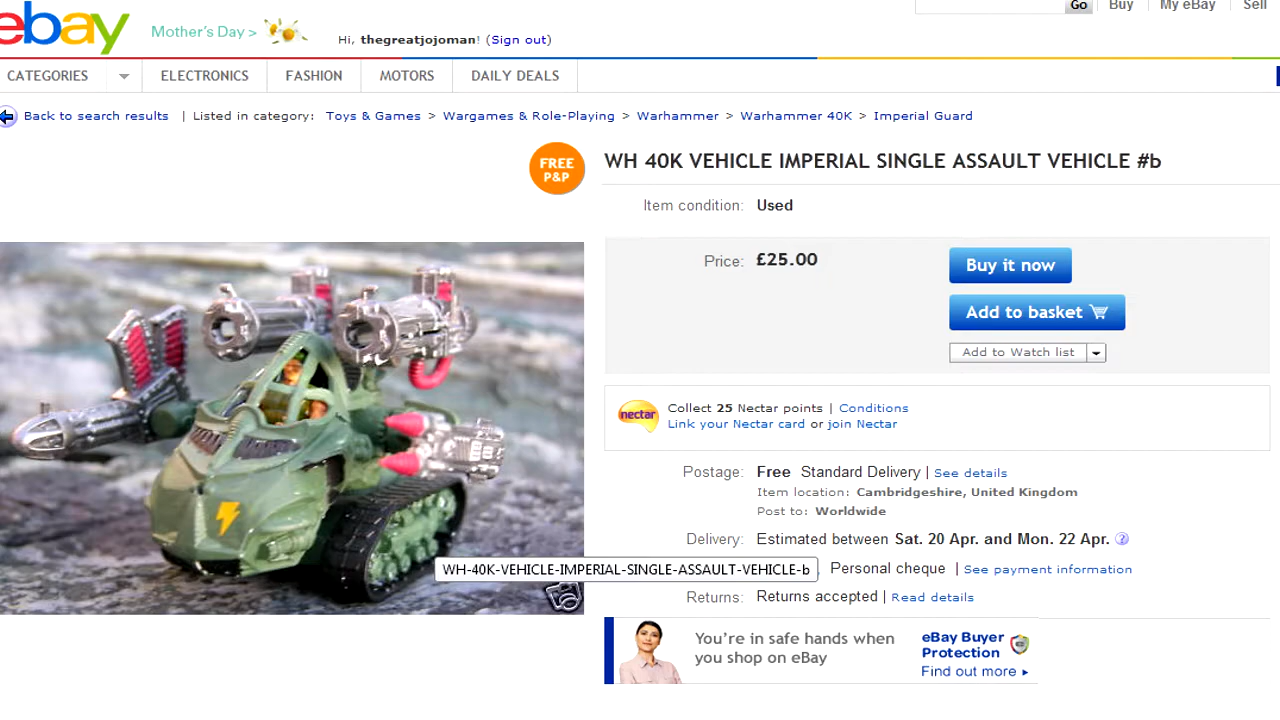 ebay
Mother's Day >
Hi, thegreatjojoman! (Sign out)
Go
Buy
My eBay
Sell
CATEGORIES
ELECTRONICS
FASHION
MOTORS
DAILY DEALS
Back to search results | Listed in category: Toys & Games > Wargames & Role-Playing > Warhammer > Warhammer 40K > Imperial Guard
FREE
P&P
WH 40K VEHICLE IMPERIAL SINGLE ASSAULT VEHICLE #b
Item condition: Used
Price: £25.00
Buy it now
Add to basket
Add to Watch list
nectar
Collect 25 Nectar points | Conditions
Link your Nectar card or join Nectar
Postage: Free Standard Delivery | See details
Item location: Cambridgeshire, United Kingdom
Post to: Worldwide
Delivery: Estimated between Sat. 20 Apr. and Mon. 22 Apr. ?
WH-40K-VEHICLE-IMPERIAL-SINGLE-ASSAULT-VEHICLE-b
Personal cheque | See payment information
Returns: Returns accepted | Read details
You're in safe hands when
you shop on eBay
eBay Buyer
Protection
Find out more ▸